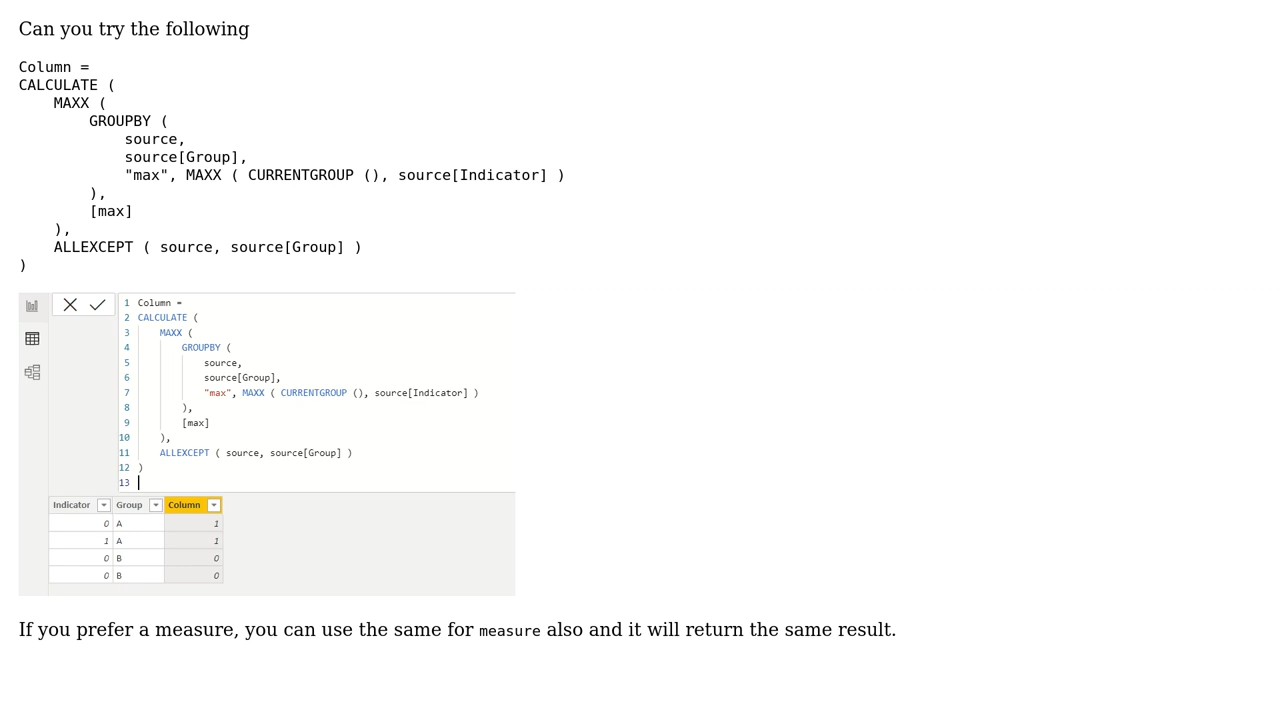 Can you try the following
Column =
CALCULATE (
    MAXX (
        GROUPBY (
            source,
            source[Group],
            "max", MAXX ( CURRENTGROUP (), source[Indicator] )
        ),
        [max]
    ),
    ALLEXCEPT ( source, source[Group] )
)
1 Column =
2 CALCULATE (
3     MAXX (
4         GROUPBY (
5             source,
6             source[Group],
7             "max", MAXX ( CURRENTGROUP (), source[Indicator] )
8         ),
9         [max]
10     ),
11     ALLEXCEPT ( source, source[Group] )
12 )
13
Indicator Group Column
0 A 1
1 A 1
0 B 0
0 B 0
If you prefer a measure, you can use the same for measure also and it will return the same result.